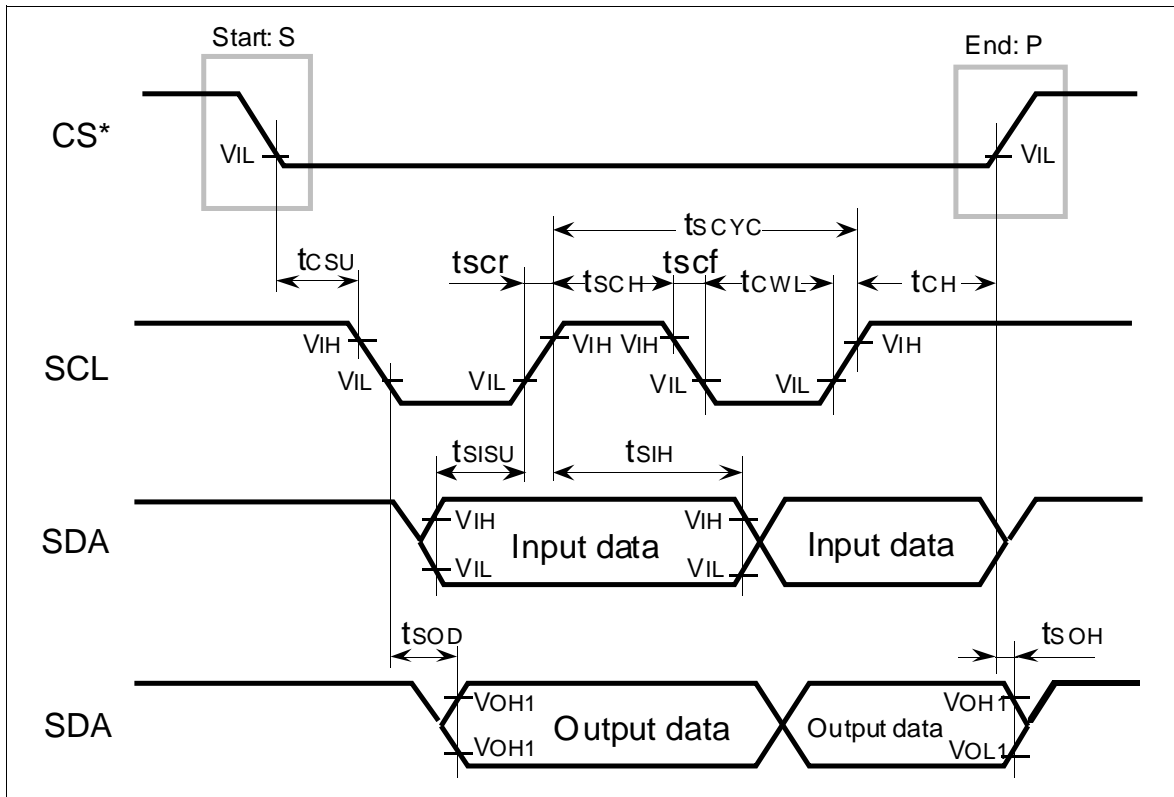 Start: S
End: P
CS*
VIL
VIL
tSCYC
tCSU
tscr
tSCH
tscf
tCWL
tCH
SCL
VIH
VIL
VIL
VIH
VIH
VIL
VIL
VIH
tSISU
tSIH
SDA
VIH
VIL
Input data
VIH
VIL
Input data
tSOD
tSOH
SDA
VOH1
VOH1
Output data
Output data
VOH1
VOL1